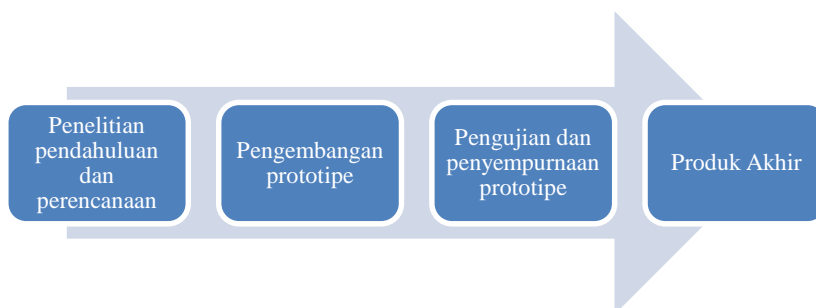 Penelitian
pendahuluan
dan
perencanaan
Pengembangan
prototipe
Pengujian dan
penyempurnaan
prototipe
Produk Akhir